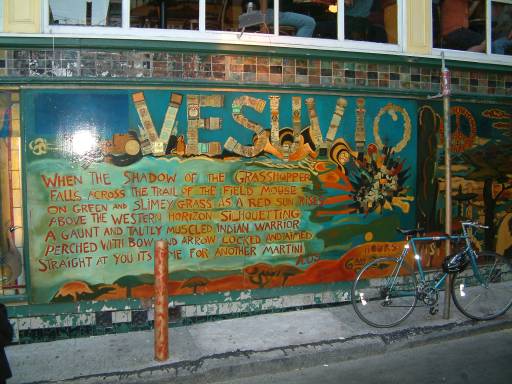 VESUVIO
WHEN THE SHADOW OF THE GRASSHOPPER
FALLS ACROSS THE TRAIL OF THE FIELD MOUSE
ON GREEN AND SLIMEY GRASS AS A RED SUN RISES
ABOVE THE WESTERN HORIZON SILHOUETTING
A GAUNT AND TAUTLY MUSCLED INDIAN WARRIOR
PERCHED WITH BOW AND ARROW COCKED AND AIMED
STRAIGHT AT YOU ITS TIME FOR ANOTHER MARTINI
HOURS